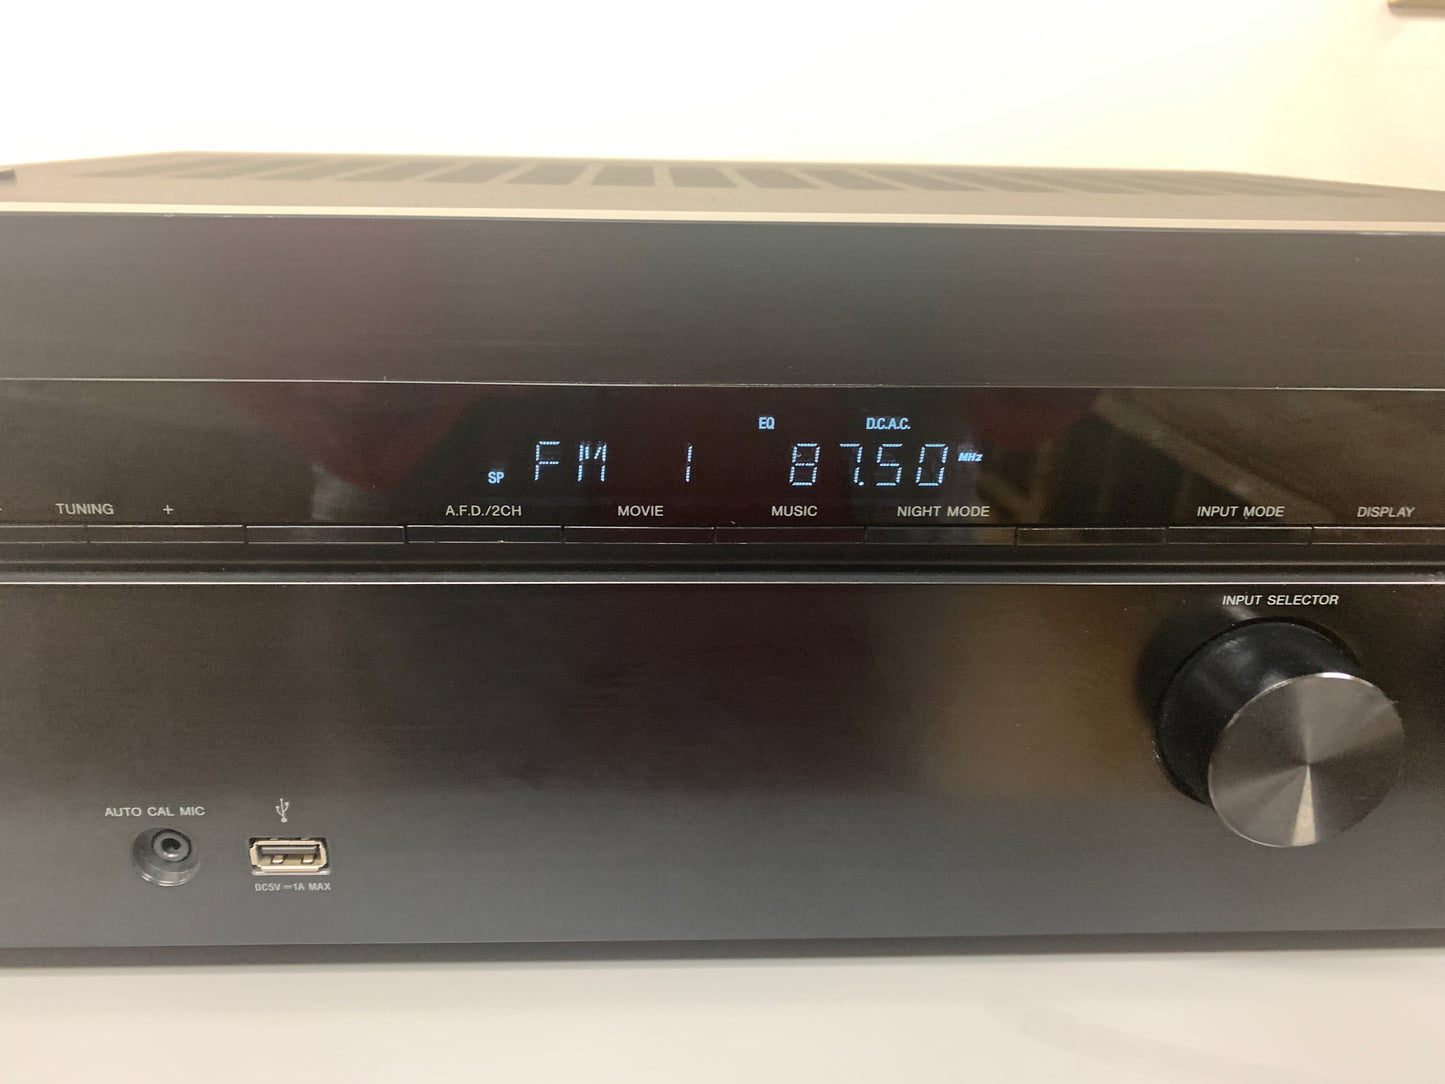 EQ D.C.A.C.
SP FM 1 87.50 MHz
TUNING + A.F.D./2CH MOVIE MUSIC NIGHT MODE INPUT MODE DISPLAY
INPUT SELECTOR
AUTO CAL MIC
DC5V ⎓ 1A MAX